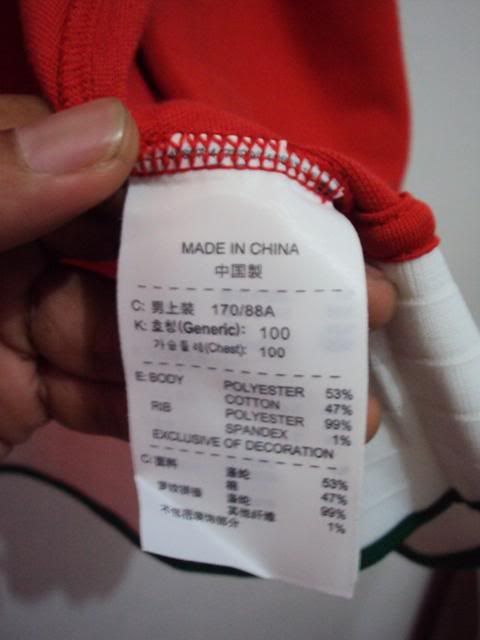 MADE IN CHINA
中国製
C: 男上装 170/88A
K: 호칭(Generic): 100
가슴둘레(Chest): 100
E: BODY POLYESTER 53%
COTTON 47%
RIB POLYESTER 99%
SPANDEX 1%
EXCLUSIVE OF DECORATION
C: 面料 涤纶 53%
棉 47%
罗纹拼接 涤纶 99%
其他纤维 1%
不包括装饰部分